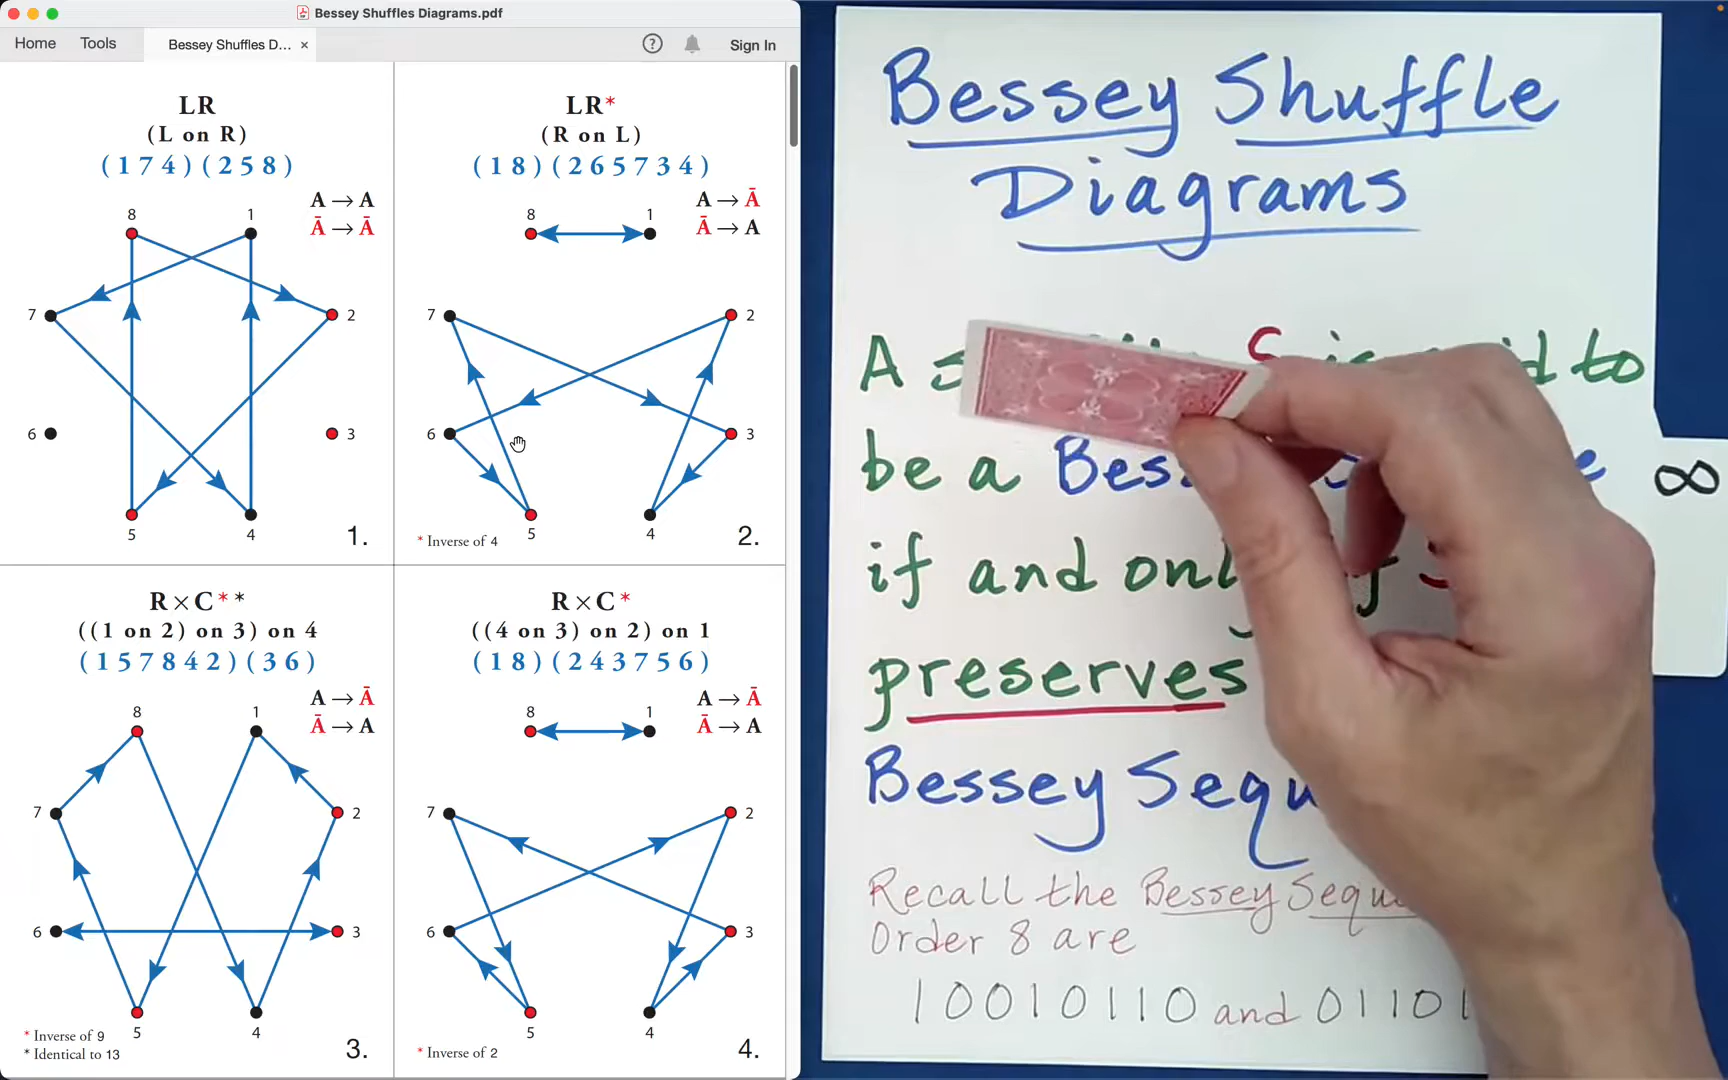 Bessey Shuffles Diagrams.pdf
Home Tools Bessey Shuffles D... × ? Sign In
LR
(L on R)
(1 7 4)(2 5 8)
A → A
Ā → Ā
8 1
7 2
6 3
5 4
1.
LR*
(R on L)
(1 8)(2 6 5 7 3 4)
A → Ā
Ā → A
8 1
7 2
6 3
5 4
* Inverse of 4
2.
R×C**
((1 on 2) on 3) on 4
(1 5 7 8 4 2)(3 6)
A → Ā
Ā → A
8 1
7 2
6 3
5 4
* Inverse of 9
* Identical to 13
3.
R×C*
((4 on 3) on 2) on 1
(1 8)(2 4 3 7 5 6)
A → Ā
Ā → A
8 1
7 2
6 3
5 4
* Inverse of 2
4.
Bessey Shuffle
Diagrams
A to
be a ∞
if and
preserves
Bessey
Recall the Bessey
Order 8 are
10010110 and